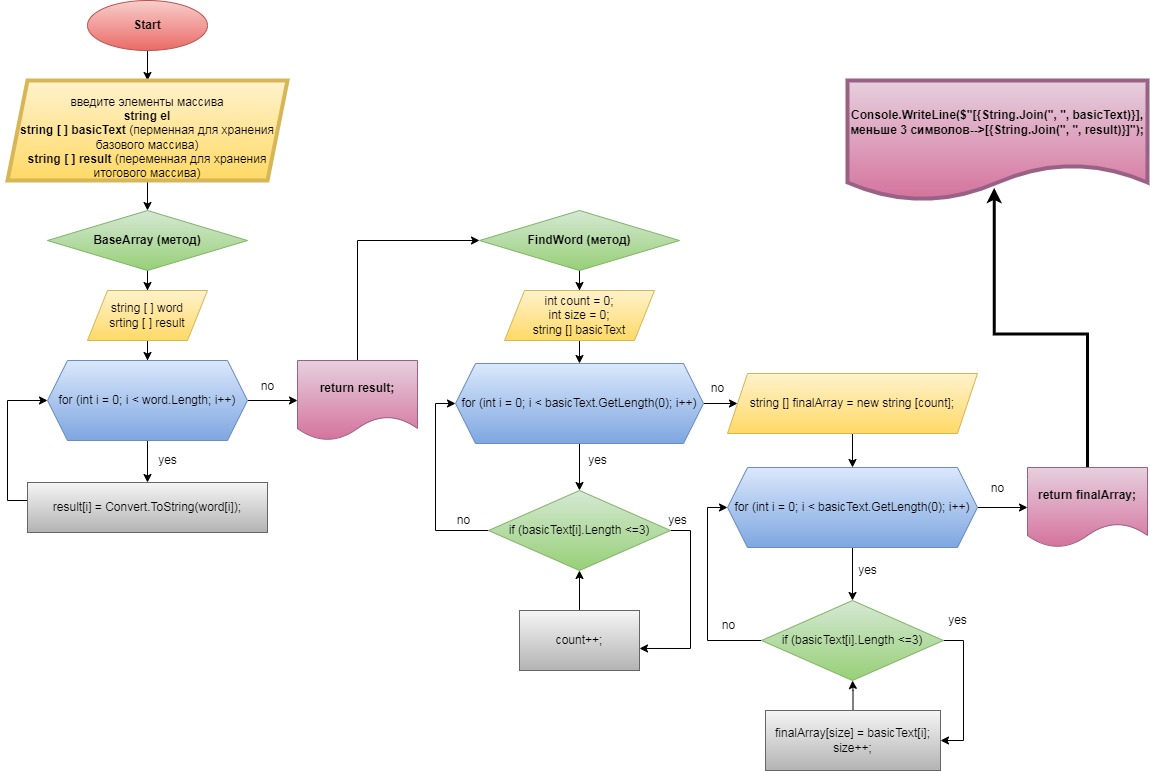 Start
введите элементы массива
string el
string [ ] basicText (перменная для хранения
базового массива)
string [ ] result (переменная для хранения
итогового массива)
BaseArray (метод)
string [ ] word
srting [ ] result
for (int i = 0; i < word.Length; i++)
no
yes
result[i] = Convert.ToString(word[i]);
return result;
FindWord (метод)
int count = 0;
int size = 0;
string [] basicText
for (int i = 0; i < basicText.GetLength(0); i++)
no
yes
if (basicText[i].Length <=3)
no
yes
count++;
string [] finalArray = new string [count];
for (int i = 0; i < basicText.GetLength(0); i++)
no
yes
if (basicText[i].Length <=3)
no
yes
finalArray[size] = basicText[i];
size++;
return finalArray;
Console.WriteLine($"[{String.Join(", ", basicText)}],
меньше 3 символов-->[{String.Join(", ", result)}]");